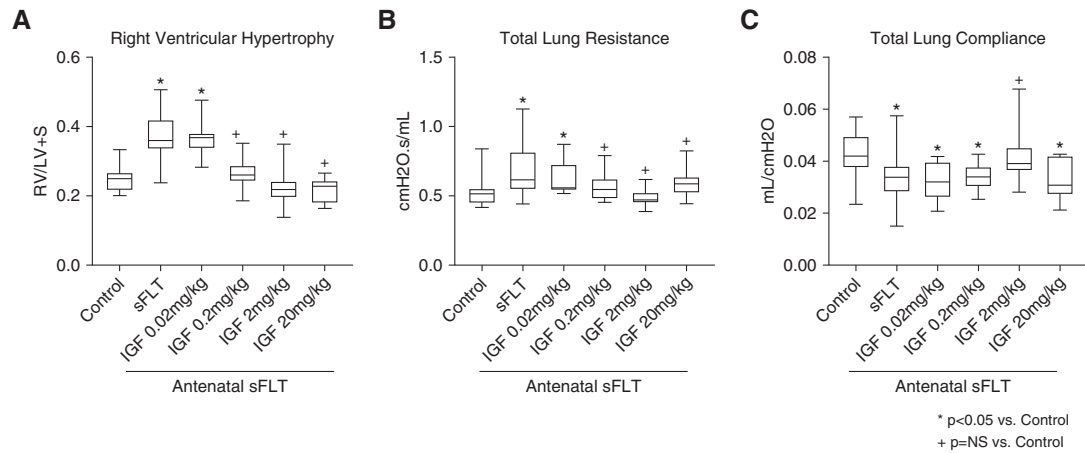 A
Right Ventricular Hypertrophy
RV/LV+S
0.6
0.4
0.2
0.0
*
*
+
+
+
Control
sFLT
IGF 0.02mg/kg
IGF 0.2mg/kg
IGF 2mg/kg
IGF 20mg/kg
Antenatal sFLT
B
Total Lung Resistance
cmH2O.s/mL
1.5
1.0
0.5
0.0
*
*
+
+
+
Control
sFLT
IGF 0.02mg/kg
IGF 0.2mg/kg
IGF 2mg/kg
IGF 20mg/kg
Antenatal sFLT
C
Total Lung Compliance
mL/cmH2O
0.08
0.06
0.04
0.02
0.00
*
*
*
+
*
Control
sFLT
IGF 0.02mg/kg
IGF 0.2mg/kg
IGF 2mg/kg
IGF 20mg/kg
Antenatal sFLT
* p<0.05 vs. Control
+ p=NS vs. Control